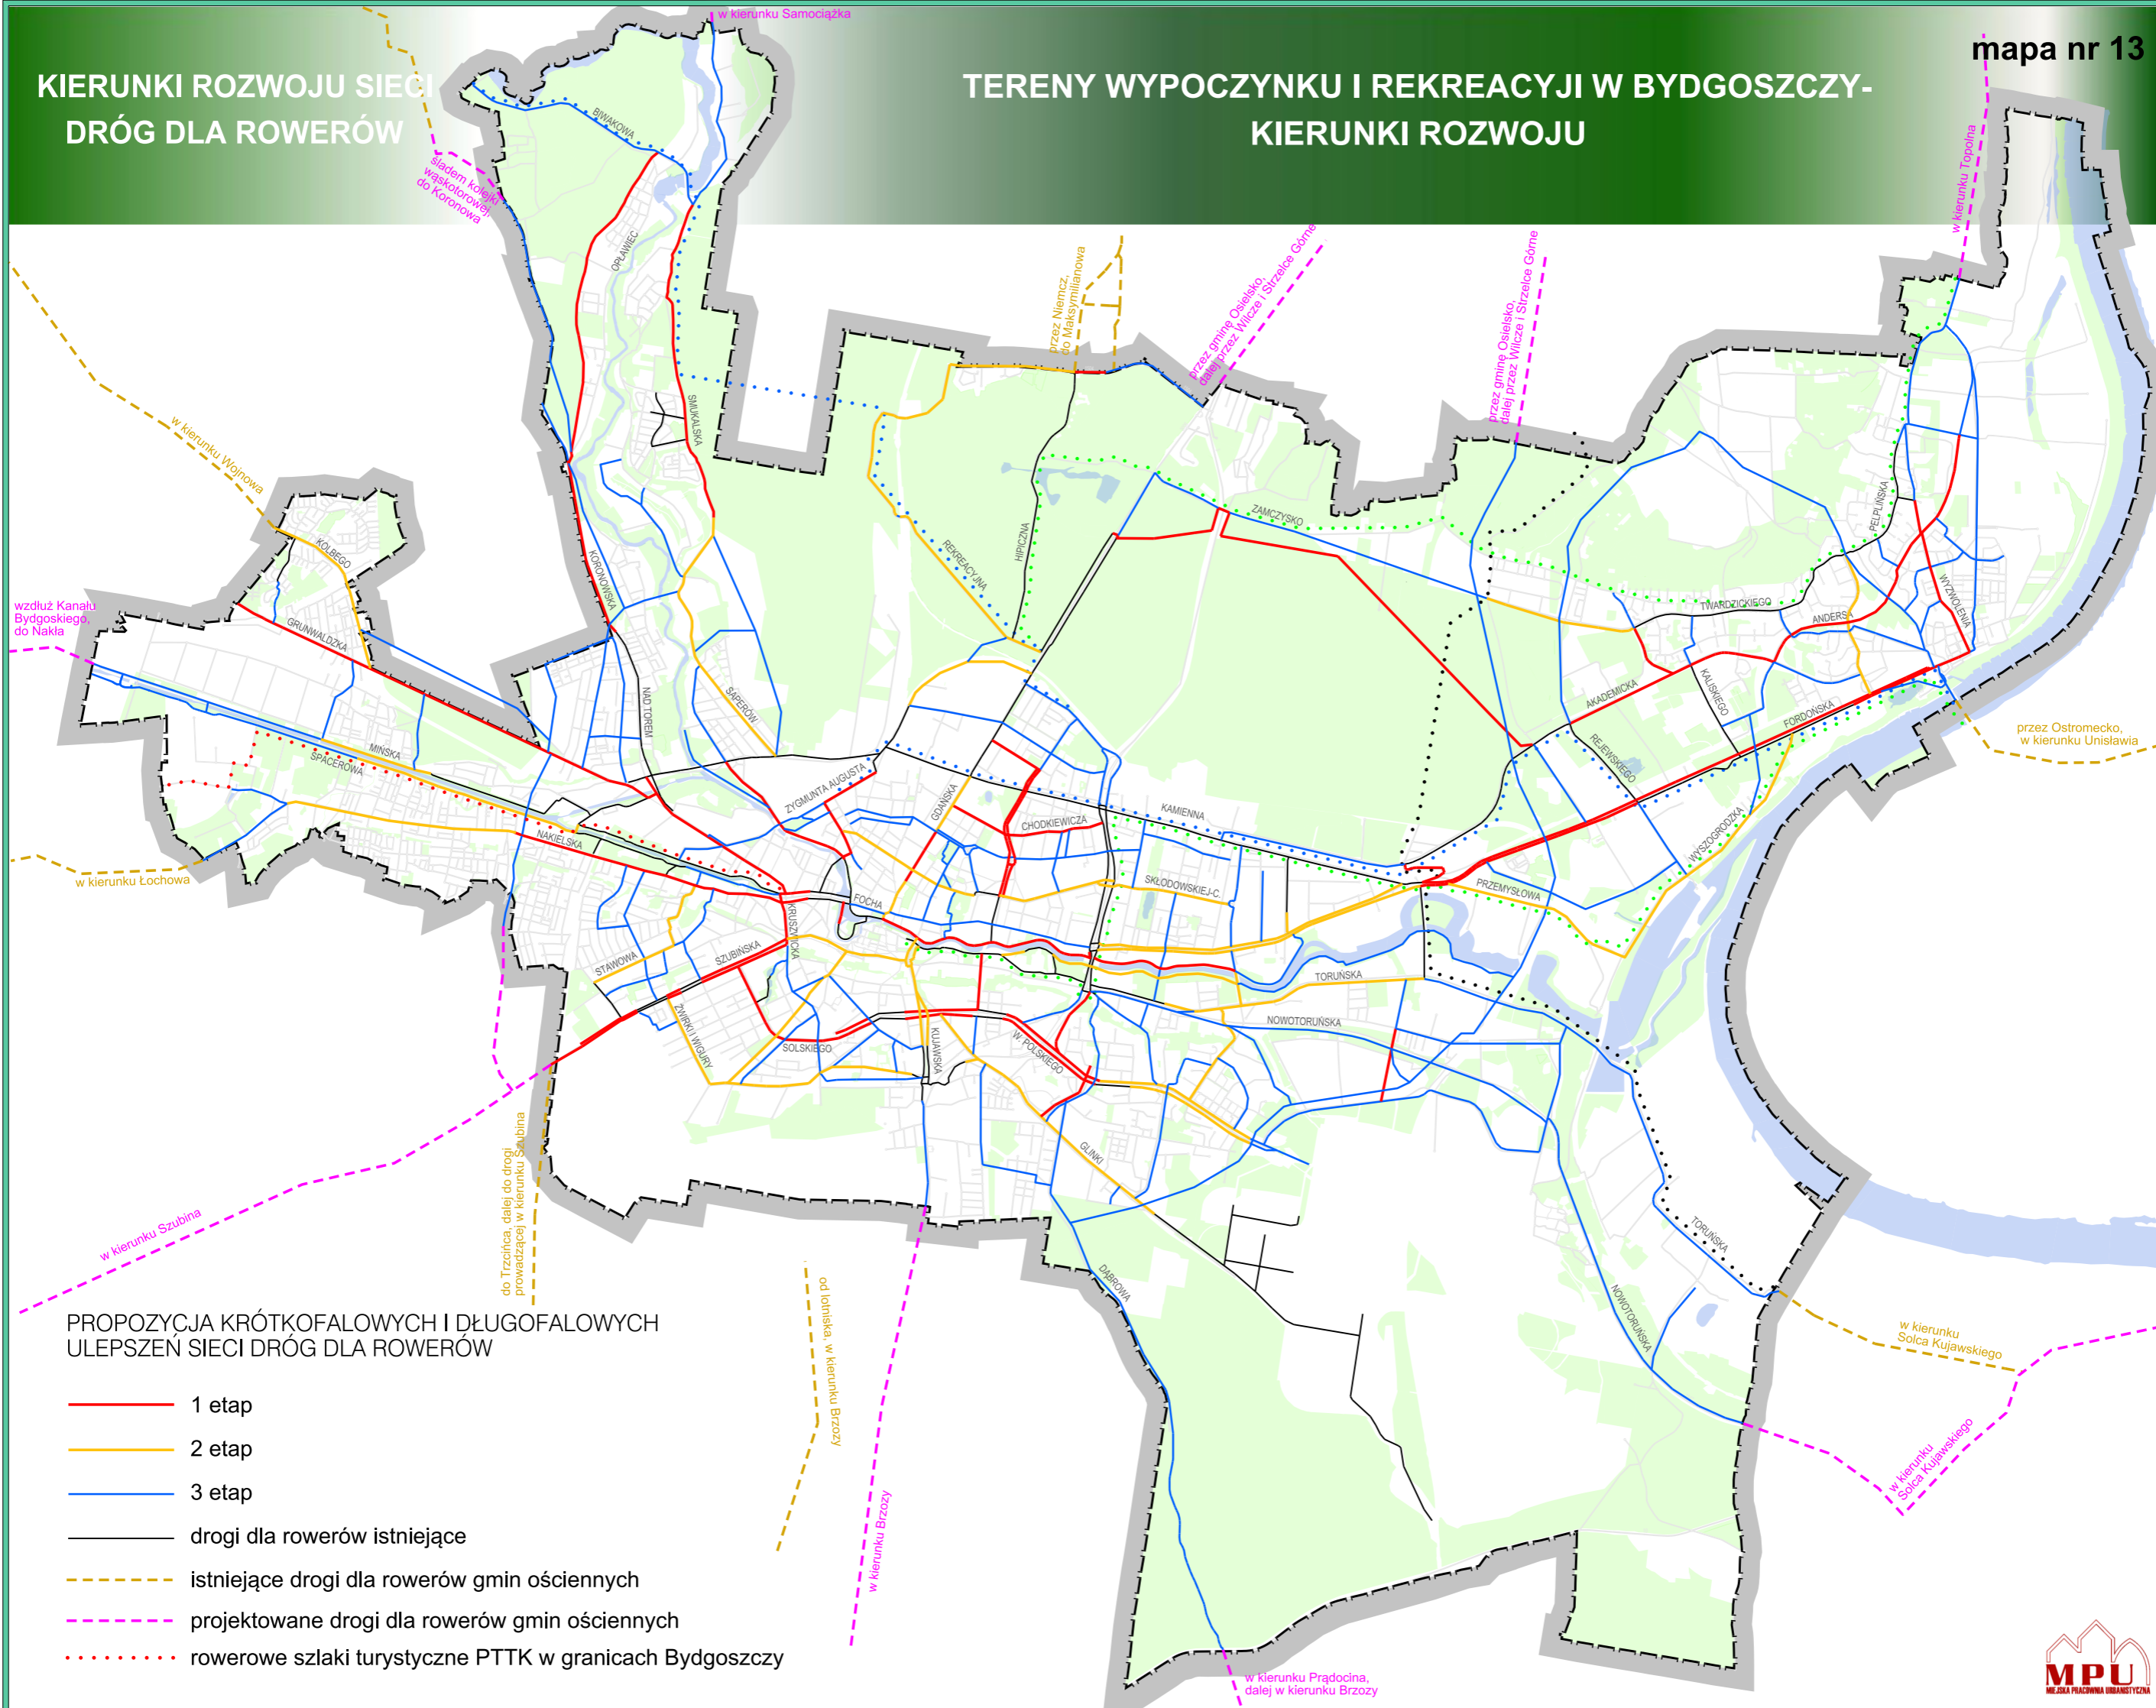 mapa nr 13
KIERUNKI ROZWOJU SIECI
DRÓG DLA ROWERÓW
TERENY WYPOCZYNKU I REKREACYJI W BYDGOSZCZY-
KIERUNKI ROZWOJU
w kierunku Samociążka
BIWAKOWA
śladem kolejki
wąskotorowej,
do Koronowa
OPŁAWIEC
w kierunku Topolna
przez Niemcz,
do Maksymilianowa
przez gminę Osielsko,
dalej przez Wilcze i Strzelce Górne
przez gminę Osielsko,
dalej przez Wilcze i Strzelce Górne
SMUKALSKA
w kierunku Wojnowa
KOLBEGO
KORONOWSKA
REKREACYJNA
HIPICZNA
ZAMCZYSKO
PELPLIŃSKA
WYZWOLENIA
TWARDZICKIEGO
ANDERSA
wzdłuż Kanału
Bydgoskiego,
do Nakła
GRUNWALDZKA
NAD TOREM
SAPERÓW
AKADEMICKA
KALISKIEGO
FORDOŃSKA
REJEWSKIEGO
przez Ostromecko,
w kierunku Unisławia
MIŃSKA
SPACEROWA
ZYGMUNTA AUGUSTA
GDAŃSKA
CHODKIEWICZA
KAMIENNA
WYSZOGRODZKA
NAKIELSKA
w kierunku Łochowa
SKŁODOWSKIEJ-C.
PRZEMYSŁOWA
FOCHA
KRUSZWICKA
SZUBIŃSKA
STAWOWA
TORUŃSKA
NOWOTORUŃSKA
ŻWIRKI I WIGURY
SOLSKIEGO
KUJAWSKA
W. POLSKIEGO
GLINKI
do Trzcińca, dalej do drogi
prowadzącej w kierunku Szubina
w kierunku Szubina
od lotniska, w kierunku Brzozy
w kierunku Brzozy
DĄBROWA
TORUŃSKA
NOWOTORUŃSKA
w kierunku
Solca Kujawskiego
w kierunku
Solca Kujawskiego
w kierunku Prądocina,
dalej w kierunku Brzozy
PROPOZYCJA KRÓTKOFALOWYCH I DŁUGOFALOWYCH
ULEPSZEŃ SIECI DRÓG DLA ROWERÓW
1 etap
2 etap
3 etap
drogi dla rowerów istniejące
istniejące drogi dla rowerów gmin ościennych
projektowane drogi dla rowerów gmin ościennych
rowerowe szlaki turystyczne PTTK w granicach Bydgoszczy
MPU
MIEJSKA PRACOWNIA URBANISTYCZNA